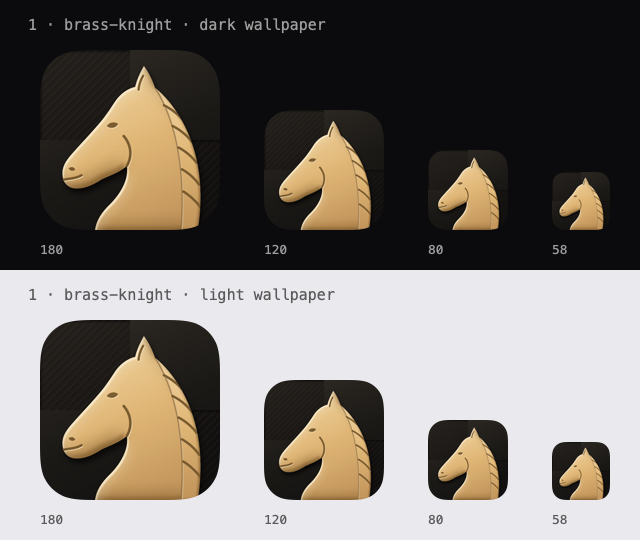 1 · brass-knight · dark wallpaper
180 120 80 58
1 · brass-knight · light wallpaper
180 120 80 58